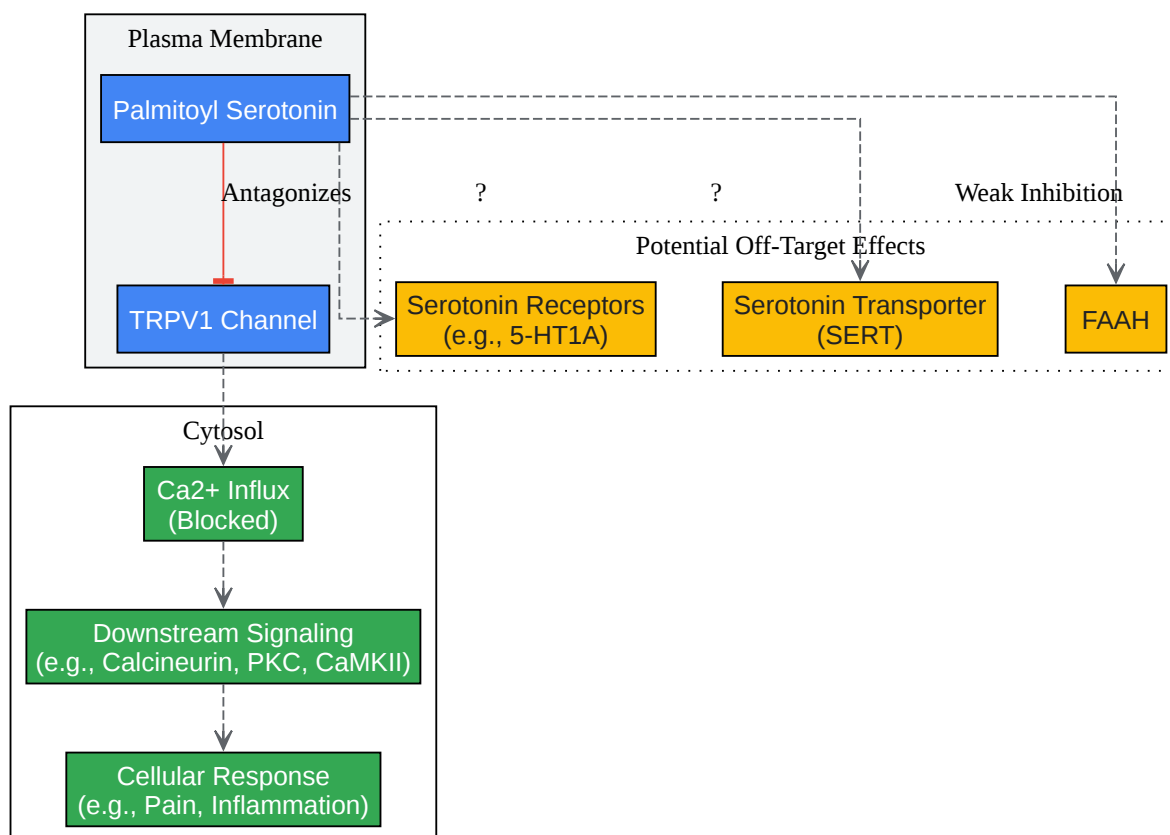 Plasma Membrane
Palmitoyl Serotonin
Antagonizes
?
?
Weak Inhibition
Potential Off-Target Effects
TRPV1 Channel
Serotonin Receptors
(e.g., 5-HT1A)
Serotonin Transporter
(SERT)
FAAH
Cytosol
Ca2+ Influx
(Blocked)
Downstream Signaling
(e.g., Calcineurin, PKC, CaMKII)
Cellular Response
(e.g., Pain, Inflammation)